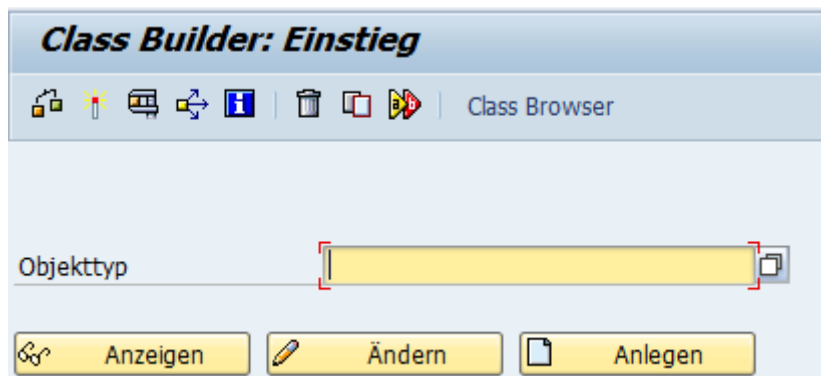 Class Builder: Einstieg
Class Browser
Objekttyp
Anzeigen Ändern Anlegen